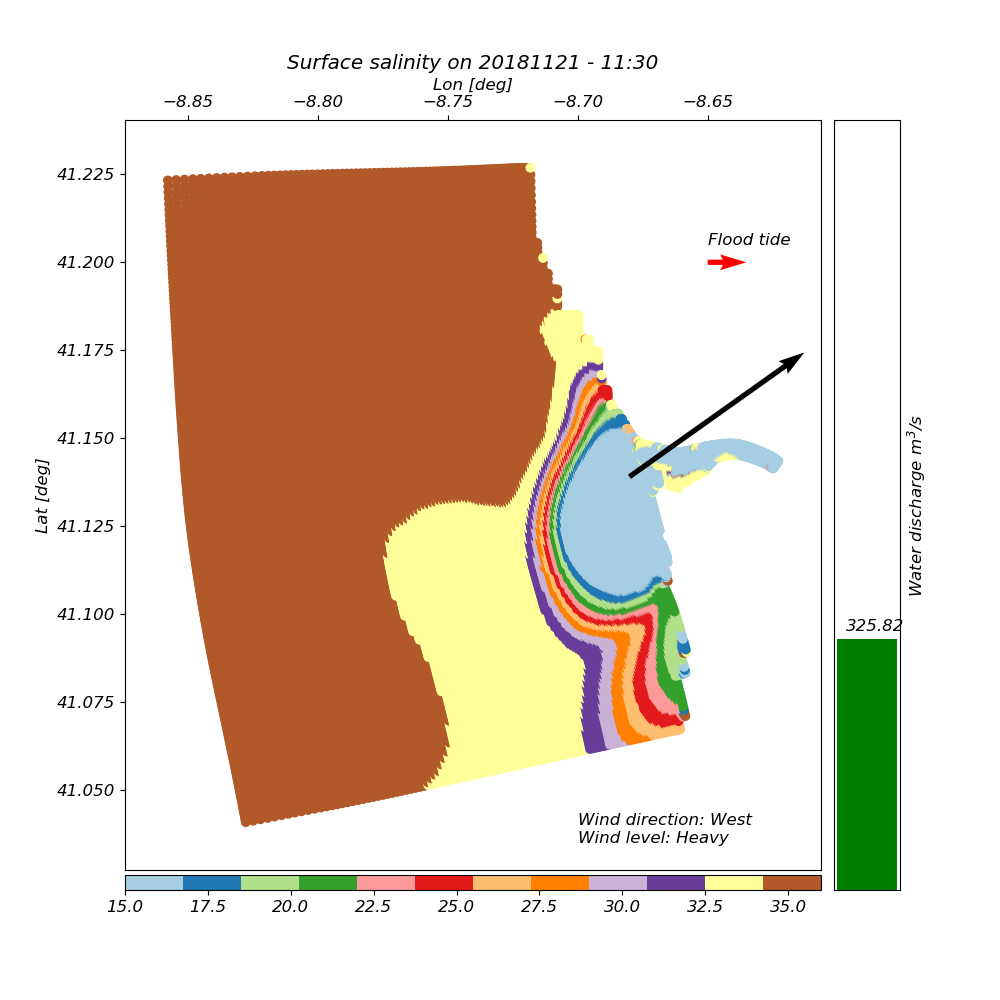 Surface salinity on 20181121 - 11:30
Lon [deg]
−8.85 −8.80 −8.75 −8.70 −8.65
41.225
41.200
41.175
41.150
41.125
41.100
41.075
41.050
Lat [deg]
Flood tide
Wind direction: West
Wind level: Heavy
325.82
Water discharge m³/s
15.0 17.5 20.0 22.5 25.0 27.5 30.0 32.5 35.0